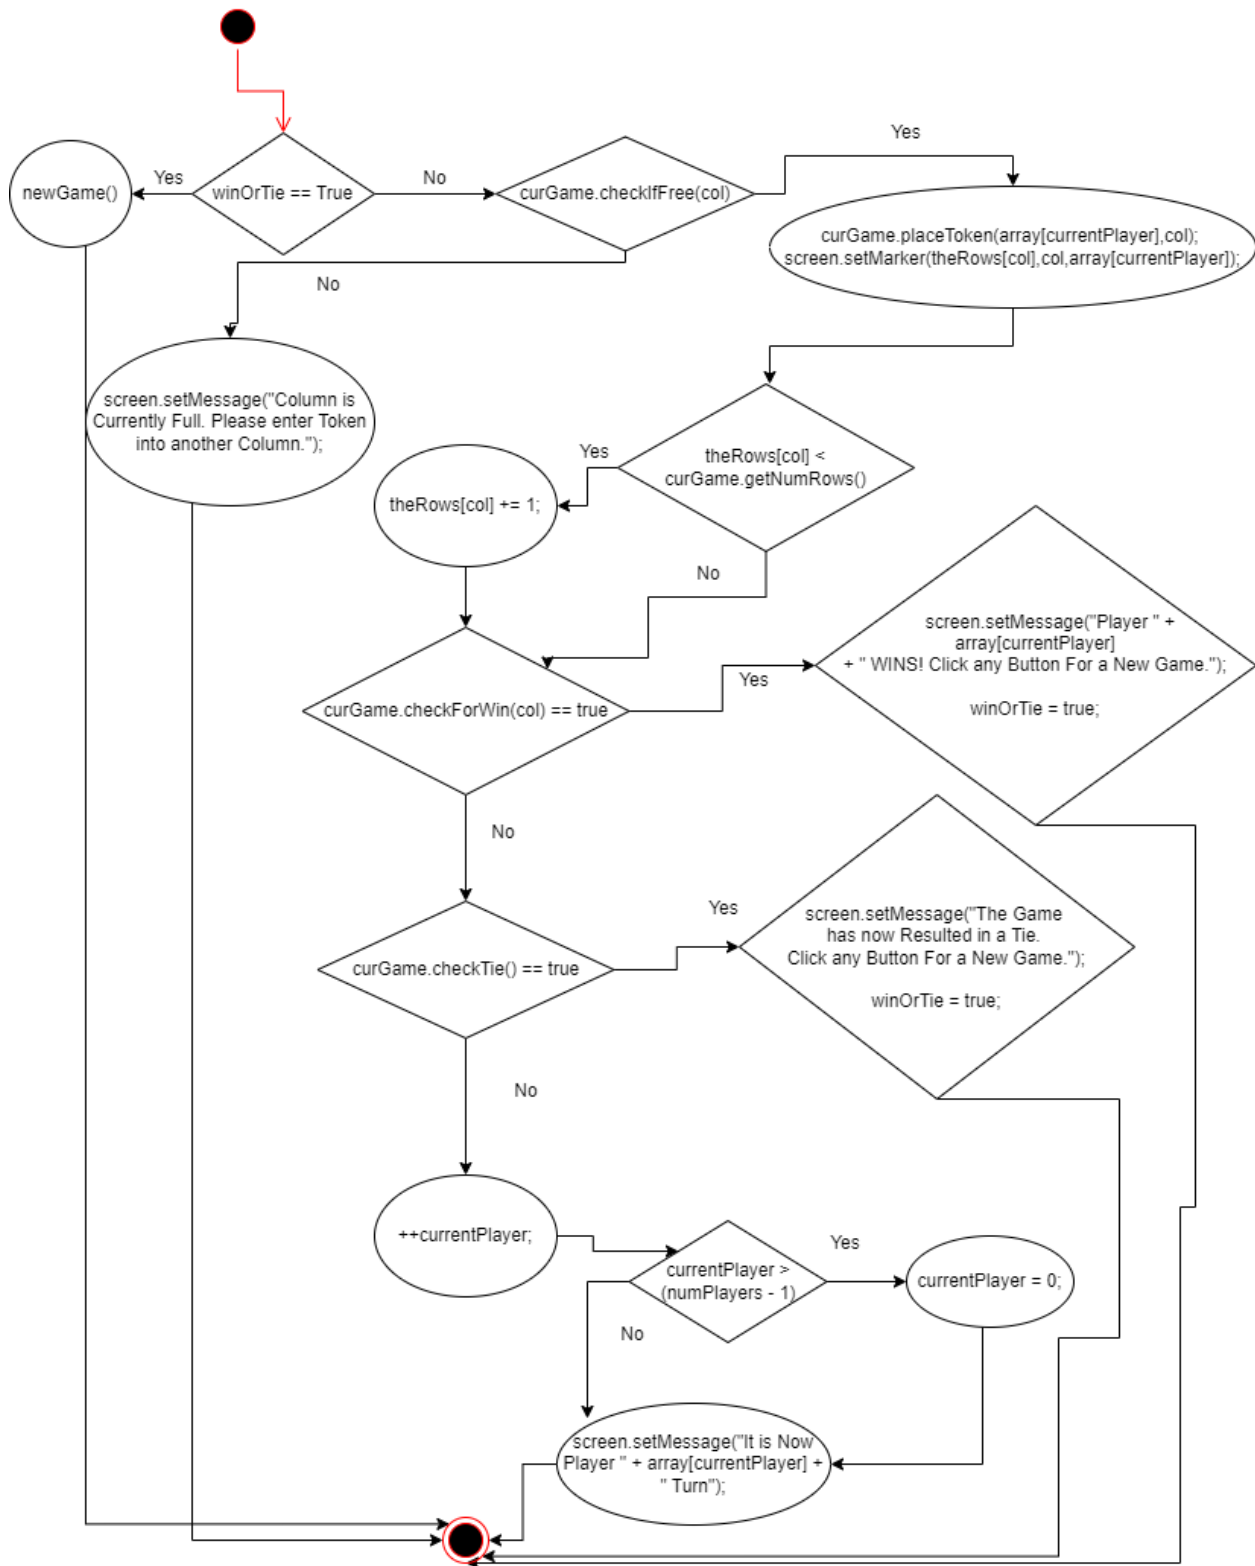 Yes
newGame()
Yes
winOrTie == True
No
curGame.checkIfFree(col)
curGame.placeToken(array[currentPlayer],col);
screen.setMarker(theRows[col],col,array[currentPlayer]);
No
screen.setMessage("Column is
Currently Full. Please enter Token
into another Column.");
theRows[col] <
curGame.getNumRows()
Yes
theRows[col] += 1;
No
screen.setMessage("Player " +
array[currentPlayer]
+ " WINS! Click any Button For a New Game.");
winOrTie = true;
Yes
curGame.checkForWin(col) == true
No
Yes
screen.setMessage("The Game
has now Resulted in a Tie.
Click any Button For a New Game.");
winOrTie = true;
curGame.checkTie() == true
No
++currentPlayer;
currentPlayer >
(numPlayers - 1)
Yes
currentPlayer = 0;
No
screen.setMessage("It is Now
Player " + array[currentPlayer] +
" Turn");